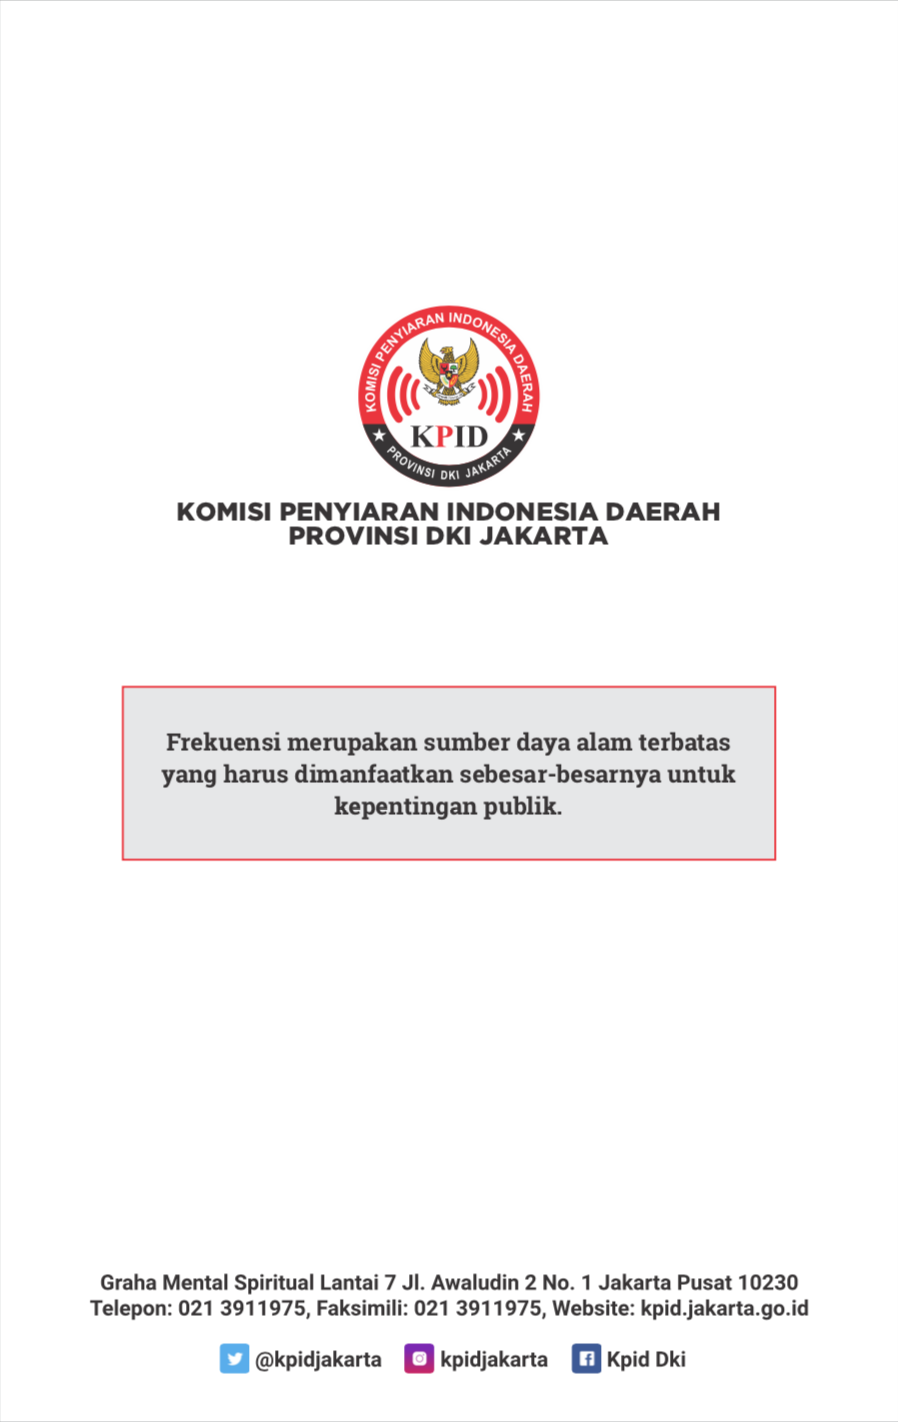 KOMISI PENYIARAN INDONESIA DAERAH
KPID
PROVINSI DKI JAKARTA
KOMISI PENYIARAN INDONESIA DAERAH
PROVINSI DKI JAKARTA
Frekuensi merupakan sumber daya alam terbatas
yang harus dimanfaatkan sebesar-besarnya untuk
kepentingan publik.
Graha Mental Spiritual Lantai 7 Jl. Awaludin 2 No. 1 Jakarta Pusat 10230
Telepon: 021 3911975, Faksimili: 021 3911975, Website: kpid.jakarta.go.id
@kpidjakarta kpidjakarta Kpid Dki